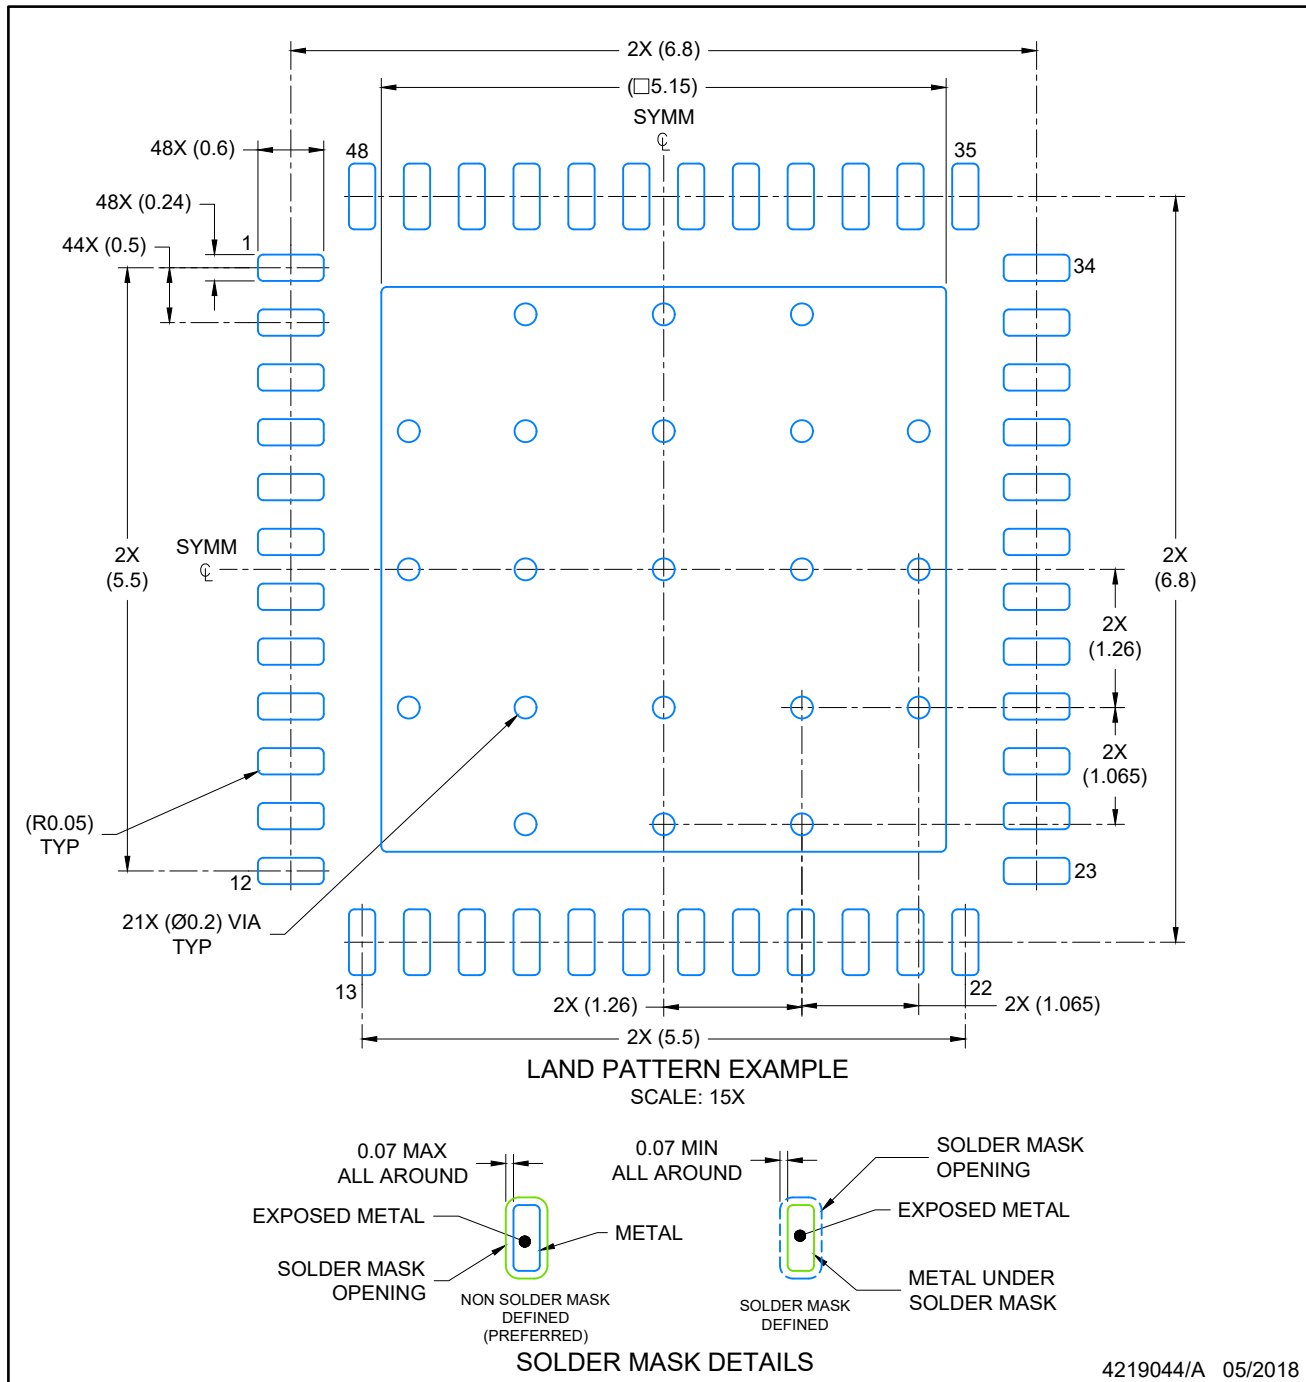 2X (6.8)
(□5.15)
SYMM
℄
48X (0.6)
48
35
48X (0.24)
44X (0.5)
1
34
SYMM
℄
2X
(5.5)
2X
(6.8)
2X
(1.26)
2X
(1.065)
(R0.05)
TYP
12
23
21X (Ø0.2) VIA
TYP
13
22
2X (1.26)
2X (1.065)
2X (5.5)
LAND PATTERN EXAMPLE
SCALE: 15X
0.07 MAX
ALL AROUND
EXPOSED METAL
METAL
SOLDER MASK
OPENING
NON SOLDER MASK
DEFINED
(PREFERRED)
0.07 MIN
ALL AROUND
SOLDER MASK
OPENING
EXPOSED METAL
METAL UNDER
SOLDER MASK
SOLDER MASK
DEFINED
SOLDER MASK DETAILS
4219044/A 05/2018